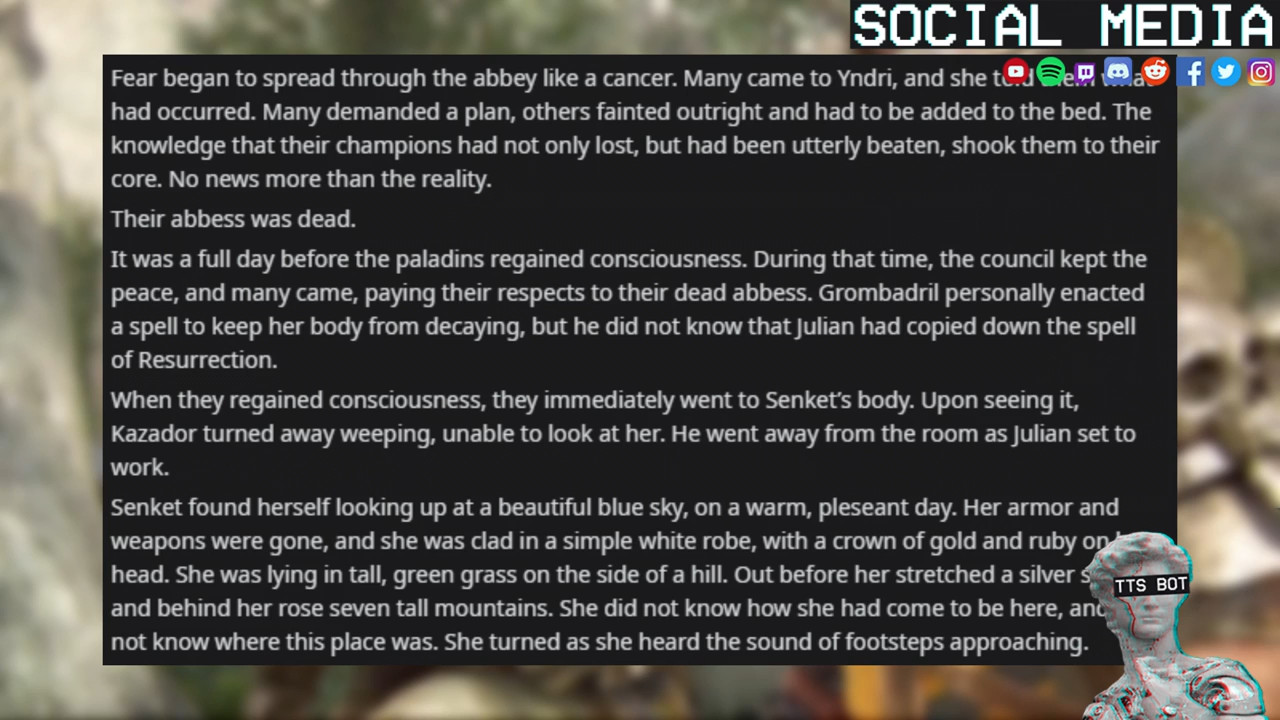 SOCIAL MEDIA
Fear began to spread through the abbey like a cancer. Many came to Yndri, and she told them what
had occurred. Many demanded a plan, others fainted outright and had to be added to the bed. The
knowledge that their champions had not only lost, but had been utterly beaten, shook them to their
core. No news more than the reality.
Their abbess was dead.
It was a full day before the paladins regained consciousness. During that time, the council kept the
peace, and many came, paying their respects to their dead abbess. Grombadril personally enacted
a spell to keep her body from decaying, but he did not know that Julian had copied down the spell
of Resurrection.
When they regained consciousness, they immediately went to Senket’s body. Upon seeing it,
Kazador turned away weeping, unable to look at her. He went away from the room as Julian set to
work.
Senket found herself looking up at a beautiful blue sky, on a warm, pleseant day. Her armor and
weapons were gone, and she was clad in a simple white robe, with a crown of gold and ruby on
head. She was lying in tall, green grass on the side of a hill. Out before her stretched a silver
and behind her rose seven tall mountains. She did not know how she had come to be here, and
not know where this place was. She turned as she heard the sound of footsteps approaching.
TTS BOT